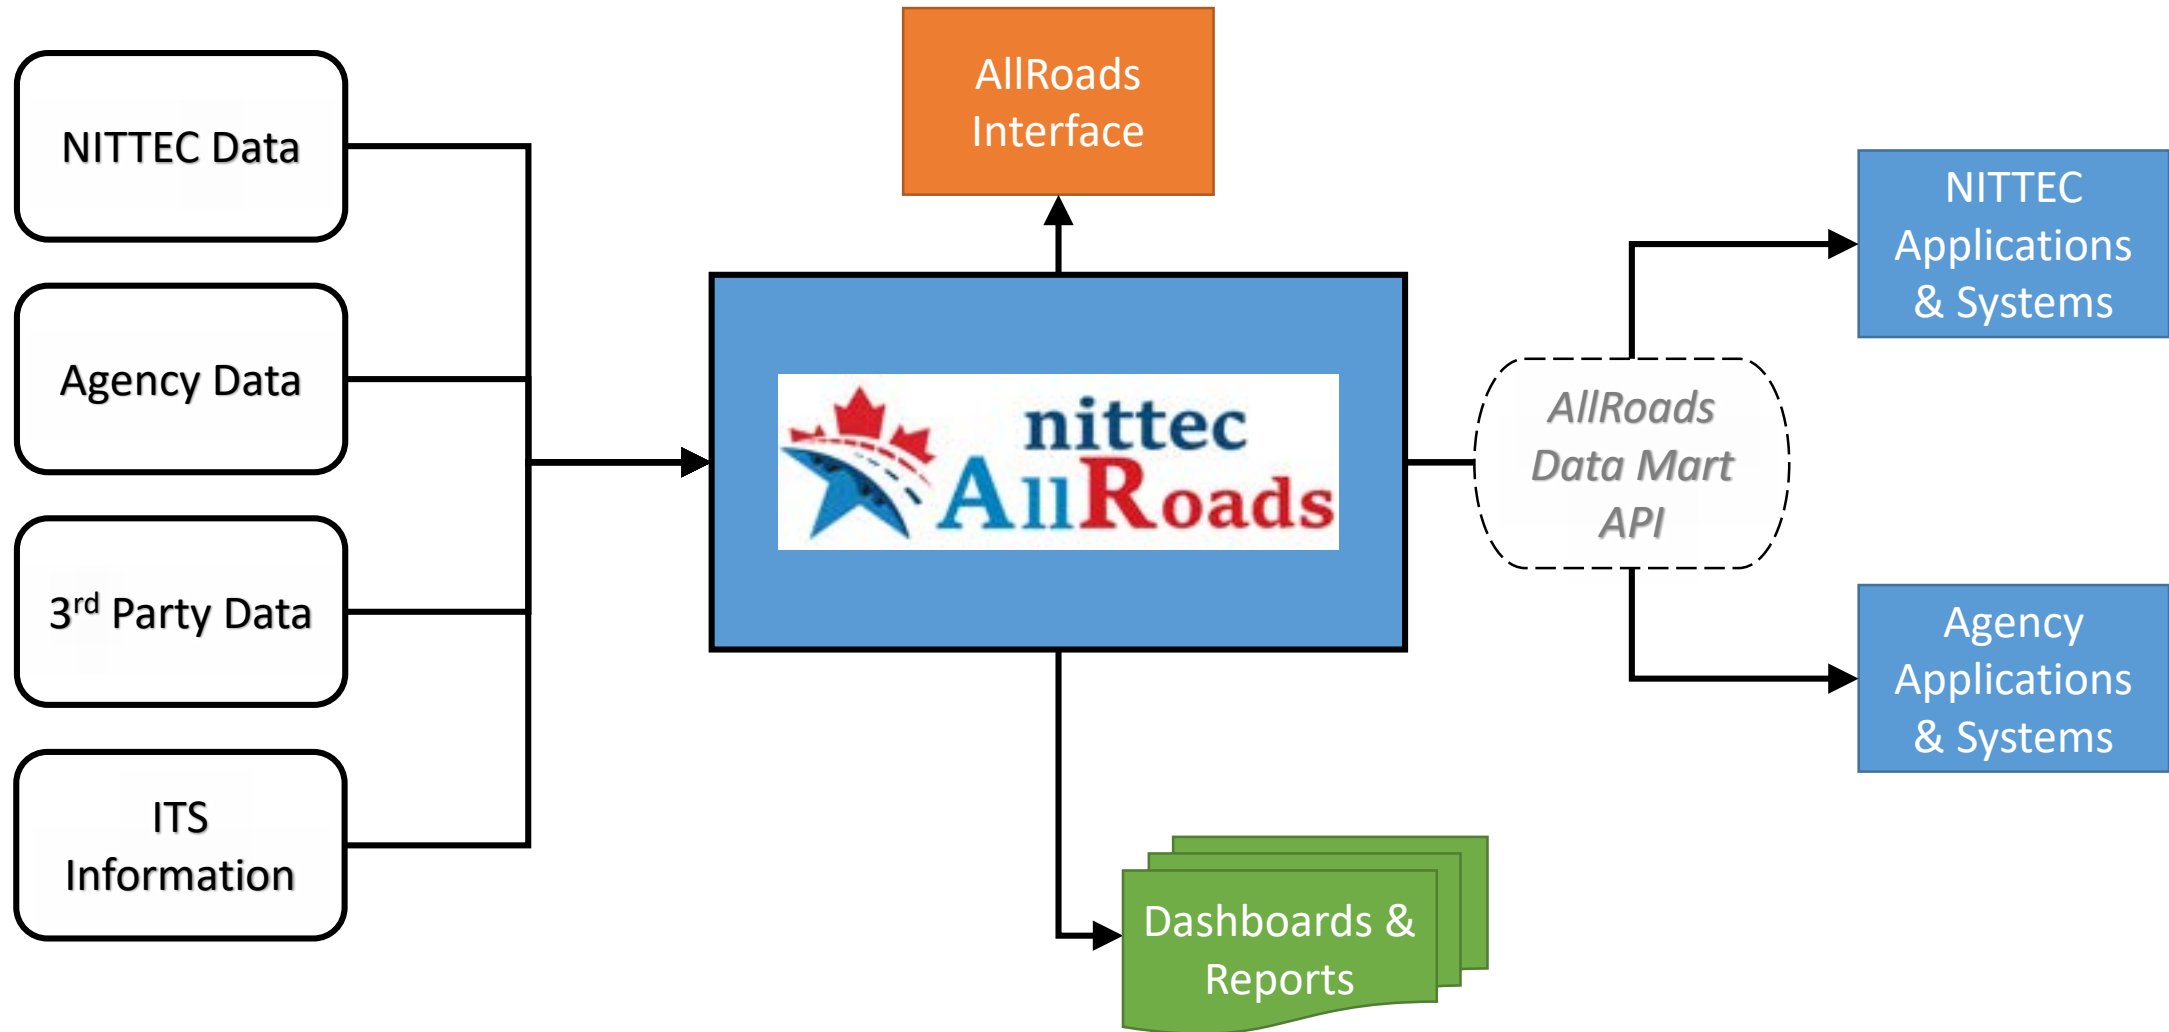 NITTEC Data
Agency Data
3rd Party Data
ITS
Information
AllRoads
Interface
nittec
AllRoads
Dashboards &
Reports
AllRoads
Data Mart
API
NITTEC
Applications
& Systems
Agency
Applications
& Systems